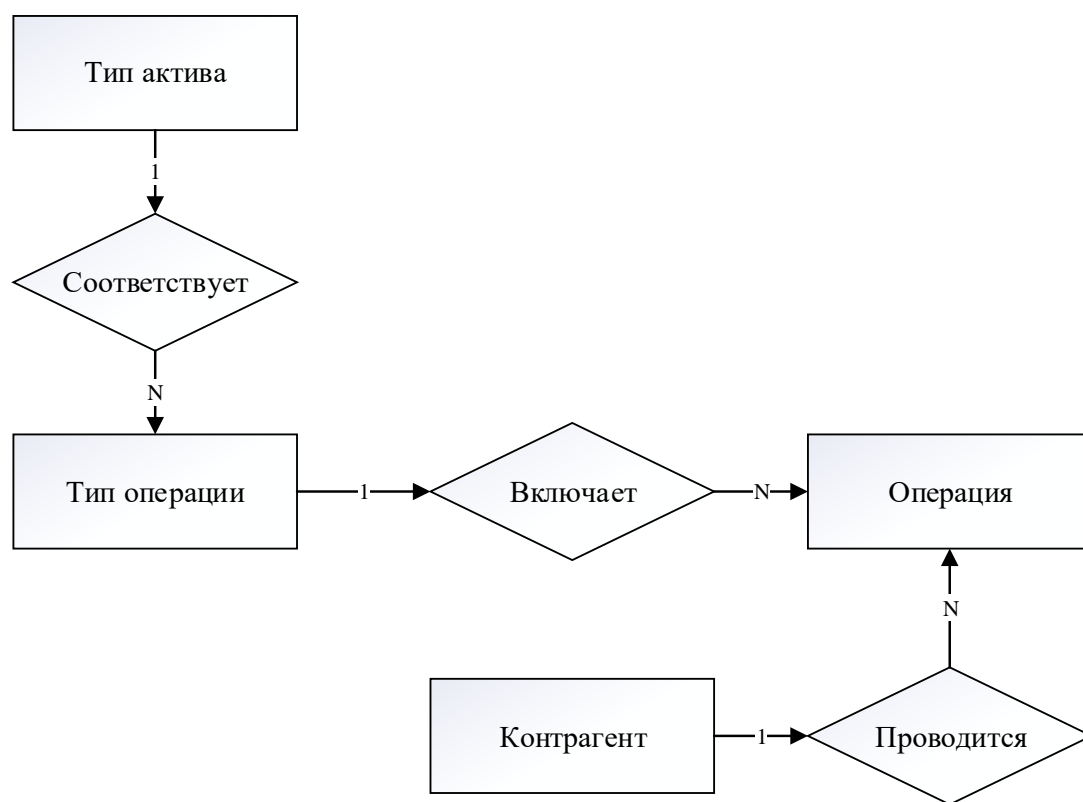 Тип актива
1
Соответствует
N
Тип операции
1
Включает
N
Операция
N
Контрагент
1
Проводится